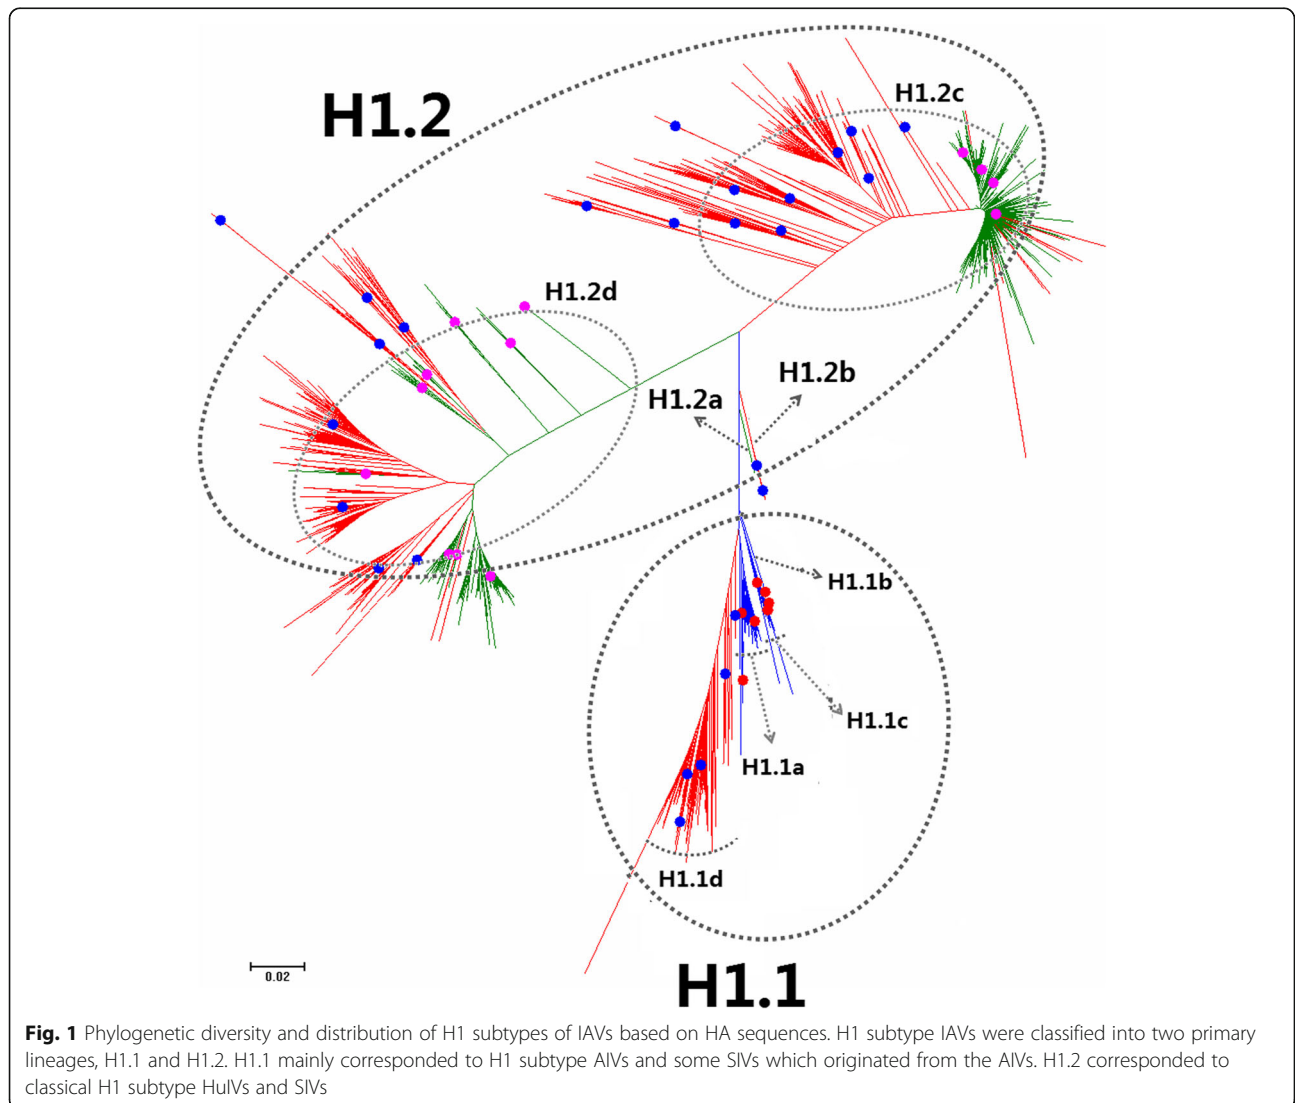 H1.2
H1.2c
H1.2d
H1.2b
H1.2a
H1.1b
H1.1c
H1.1a
H1.1d
0.02
H1.1
Fig. 1 Phylogenetic diversity and distribution of H1 subtypes of IAVs based on HA sequences. H1 subtype IAVs were classified into two primary
lineages, H1.1 and H1.2. H1.1 mainly corresponded to H1 subtype AIVs and some SIVs which originated from the AIVs. H1.2 corresponded to
classical H1 subtype HuIVs and SIVs